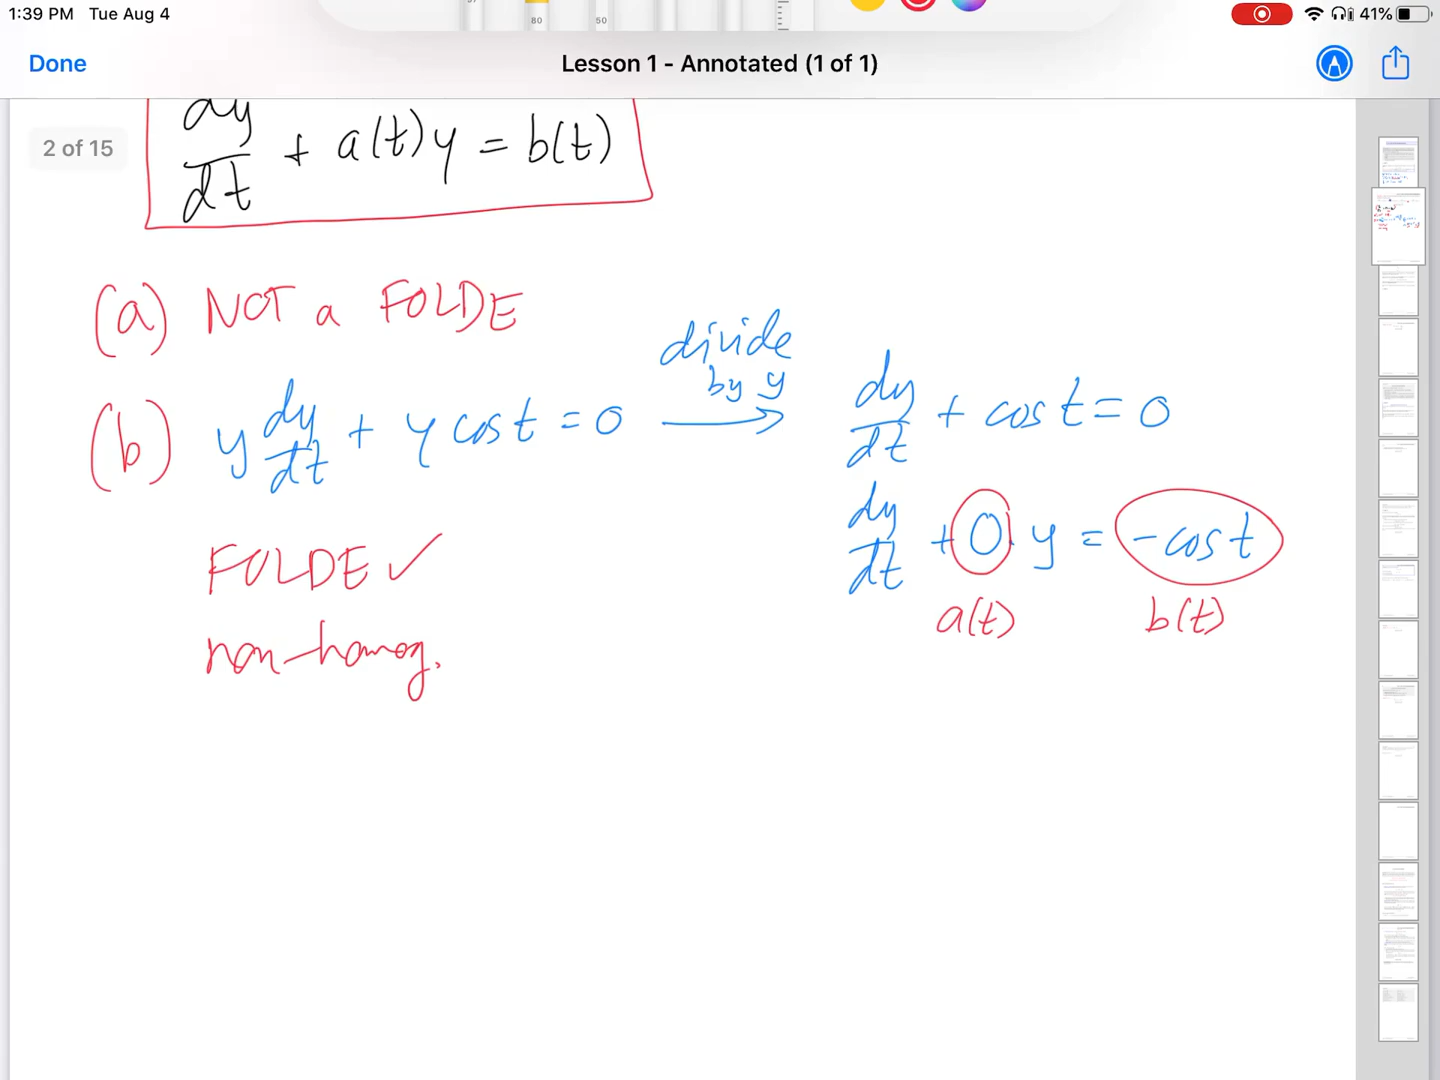 1:39 PM Tue Aug 4
41%
80
50
Done
Lesson 1 - Annotated (1 of 1)
2 of 15
dy/dt + a(t)y = b(t)
(a) NOT a FOLDE
(b) y dy/dt + y cos t = 0
divide
by y
dy/dt + cos t = 0
dy/dt + 0 · y = -cos t
a(t) b(t)
FOLDE ✓
non-homog.